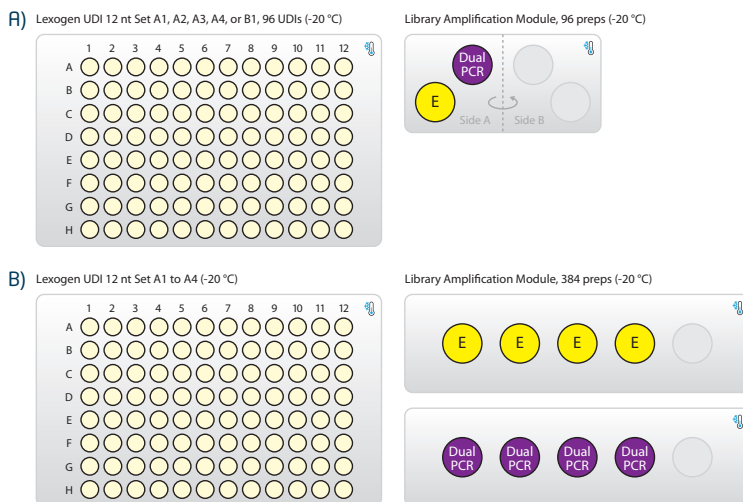 A) Lexogen UDI 12 nt Set A1, A2, A3, A4, or B1, 96 UDIs (-20 °C)
1 2 3 4 5 6 7 8 9 10 11 12
A
B
C
D
E
F
G
H
Library Amplification Module, 96 preps (-20 °C)
Dual
PCR
E
Side A Side B
B) Lexogen UDI 12 nt Set A1 to A4 (-20 °C)
1 2 3 4 5 6 7 8 9 10 11 12
A
B
C
D
E
F
G
H
Library Amplification Module, 384 preps (-20 °C)
E E E E
Dual Dual Dual Dual
PCR PCR PCR PCR